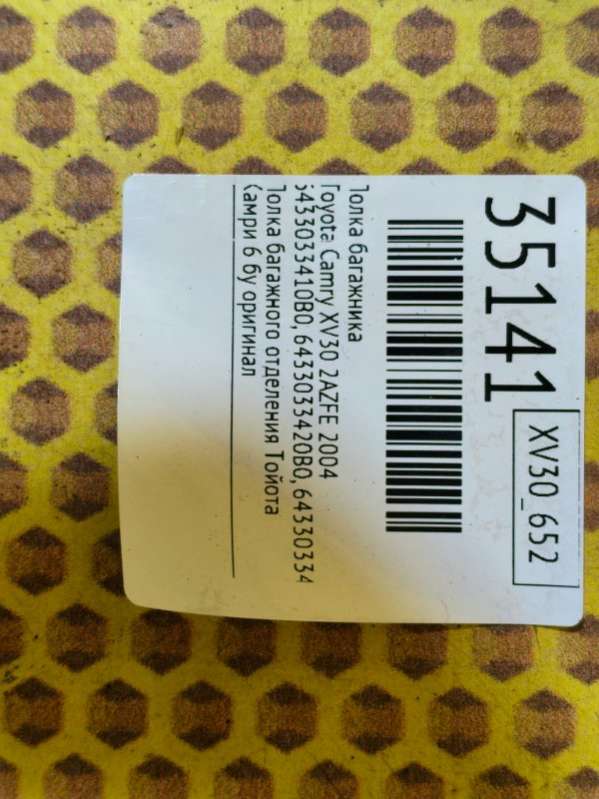 35141
XV30_652
Полка багажника
Toyota Camry XV30 2AZFE 2004
6433033410B0, 6433033420B0, 64330334
Полка багажного отделения Тойота
Камри 6 бу оригинал